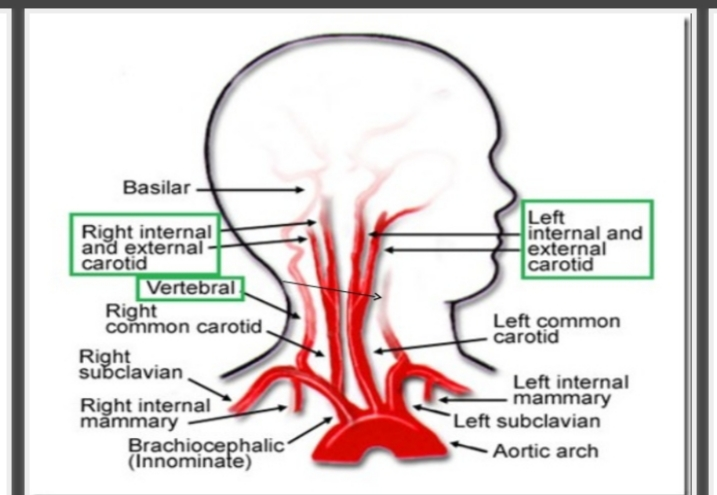 Basilar
Right internal
and external
carotid
Vertebral
Right
common carotid
Right
subclavian
Right internal
mammary
Brachiocephalic
(Innominate)
Left
internal and
external
carotid
Left common
carotid
Left internal
mammary
Left subclavian
Aortic arch